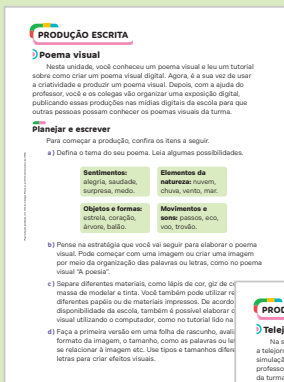 PRODUÇÃO ESCRITA
Poema visual
Nesta unidade, você conheceu um poema visual e leu um tutorial
sobre como criar um poema visual digital. Agora, é a sua vez de usar
a criatividade e produzir um poema visual. Depois, com a ajuda do
professor, você e os colegas vão organizar uma exposição digital,
publicando essas produções nas mídias digitais da escola para que
outras pessoas possam conhecer os poemas visuais da turma.
Planejar e escrever
Para começar a produção, confira os itens a seguir.
a) Defina o tema do seu poema. Leia algumas possibilidades.
Sentimentos:
alegria, saudade,
surpresa, medo.
Elementos da
natureza: nuvem,
chuva, vento, mar.
Objetos e formas:
estrela, coração,
árvore, balão.
Movimentos e
sons: passos, eco,
voo, trovão.
b) Pense na estratégia que você vai seguir para elaborar o poema
visual. Pode começar com uma imagem ou criar uma imagem
por meio da organização das palavras ou letras, como no poema
visual "A poesia".
c) Separe diferentes materiais, como lápis de cor, giz de c
massa de modelar e tinta. Você também pode utilizar re
diferentes papéis ou de materiais impressos. De acordo
disponibilidade da escola, também é possível elaborar o
visual utilizando o computador, como no tutorial lido na
d) Faça a primeira versão em uma folha de rascunho, avali
formato da imagem, o tamanho, como as palavras ou le
se relacionar à imagem etc. Use tipos e tamanhos difere
letras para criar efeitos visuais.
PROD
Telej
Na s
a telejorn
simulaçã
professo
da turma